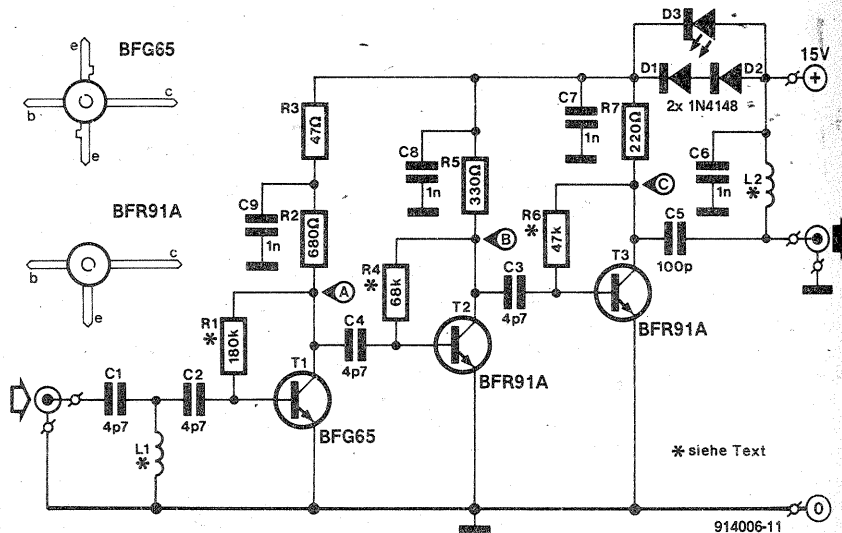 BFG65
e
b
c
e
BFR91A
b
c
e
D3
15V
+
D1
D2
2x 1N4148
R3
47Ω
C7
1n
R7
220Ω
C8
1n
R5
330Ω
C6
1n
L2
*
C9
1n
R2
680Ω
R6
*
47k
C
B
A
R4
*
68k
C5
100p
R1
*
180k
C3
4p7
T3
BFR91A
C4
4p7
T2
BFR91A
T1
BFG65
C1
4p7
C2
4p7
L1
*
* siehe Text
0
914006-11